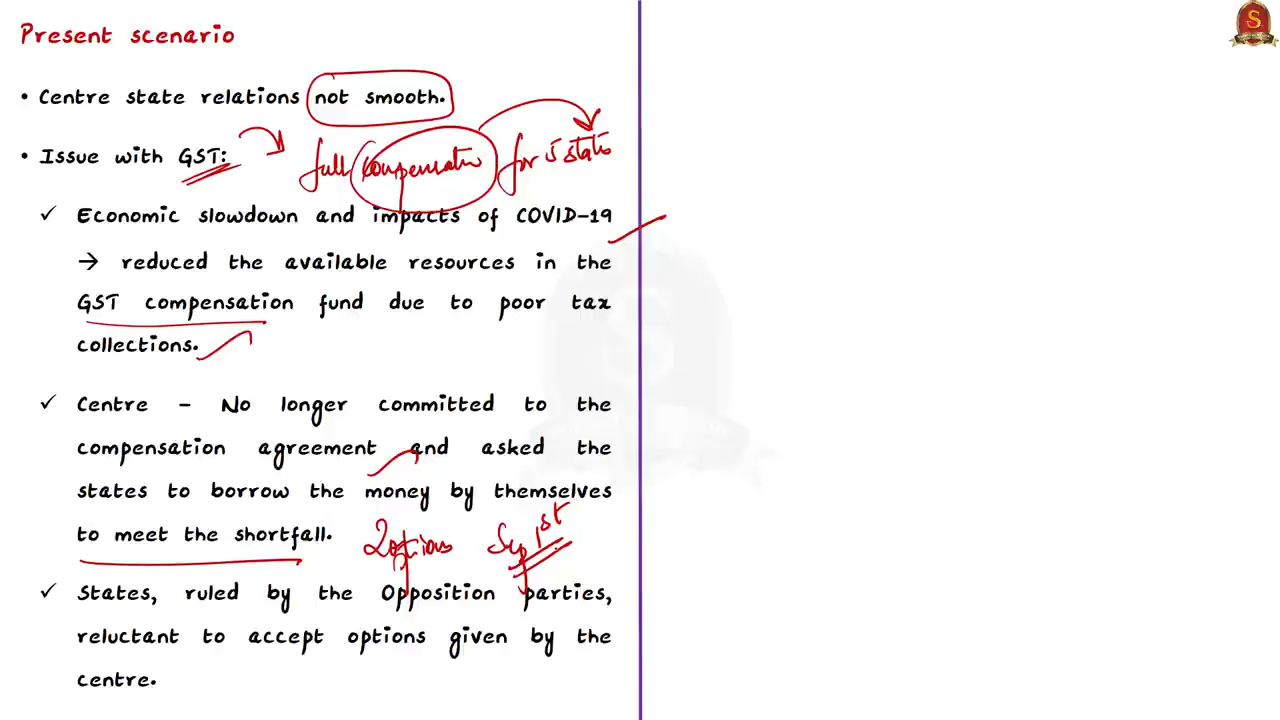 Present scenario
• Centre state relations not smooth.
• Issue with GST: full compensation for 5 states
✓ Economic slowdown and impacts of COVID-19
→ reduced the available resources in the
GST compensation fund due to poor tax
collections.
✓ Centre - No longer committed to the
compensation agreement and asked the
states to borrow the money by themselves
to meet the shortfall. 2 options Sep 1st
✓ States, ruled by the Opposition parties,
reluctant to accept options given by the
centre.
S